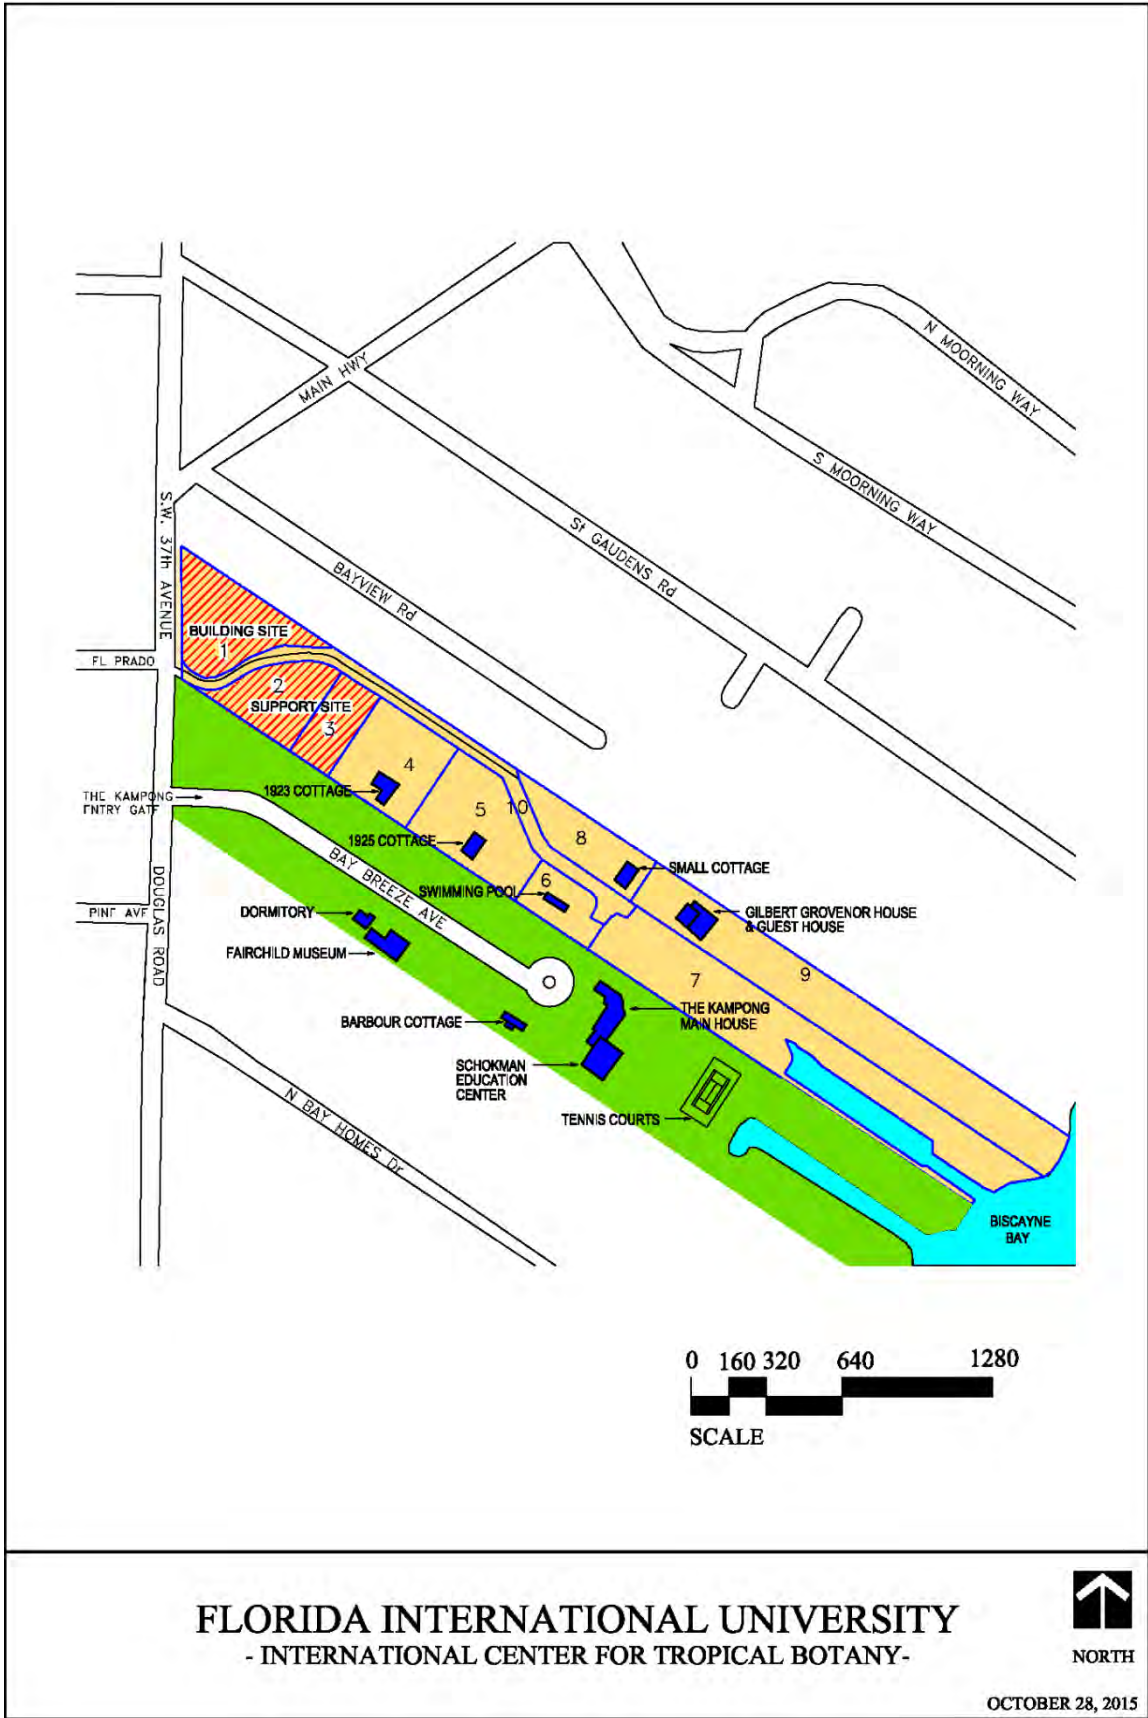 N MOORNING WAY
MAIN HWY
S MOORNING WAY
St GAUDENS Rd
S.W. 37th AVENUE
BAYVIEW Rd
BUILDING SITE
1
FL PRADO
2
SUPPORT SITE
3
4
1923 COTTAGE
THE KAMPONG
ENTRY GATE
5
10
8
1925 COTTAGE
BAY BREEZE AVE
SMALL COTTAGE
6
SWIMMING POOL
DOUGLAS ROAD
PINE AVE
DORMITORY
GILBERT GROVENOR HOUSE
& GUEST HOUSE
FAIRCHILD MUSEUM
7
9
THE KAMPONG
MAIN HOUSE
BARBOUR COTTAGE
SCHOKMAN
EDUCATION
CENTER
N BAY HOMES Dr
TENNIS COURTS
BISCAYNE
BAY
0 160 320 640 1280
SCALE
FLORIDA INTERNATIONAL UNIVERSITY
- INTERNATIONAL CENTER FOR TROPICAL BOTANY-
NORTH
OCTOBER 28, 2015